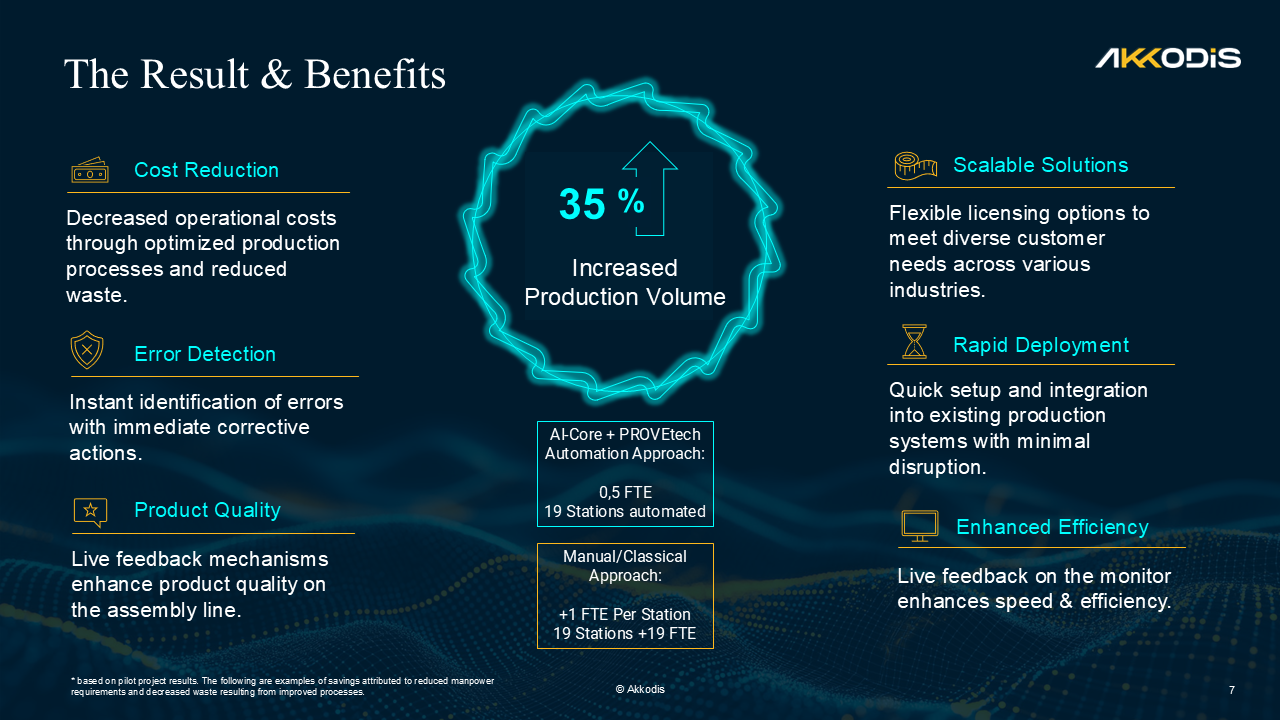 The Result & Benefits
AKKODIS
Cost Reduction
Decreased operational costs
through optimized production
processes and reduced
waste.
Error Detection
Instant identification of errors
with immediate corrective
actions.
Product Quality
Live feedback mechanisms
enhance product quality on
the assembly line.
35 %
Increased
Production Volume
AI-Core + PROVEtech
Automation Approach:
0,5 FTE
19 Stations automated
Manual/Classical
Approach:
+1 FTE Per Station
19 Stations +19 FTE
Scalable Solutions
Flexible licensing options to
meet diverse customer
needs across various
industries.
Rapid Deployment
Quick setup and integration
into existing production
systems with minimal
disruption.
Enhanced Efficiency
Live feedback on the monitor
enhances speed & efficiency.
* based on pilot project results. The following are examples of savings attributed to reduced manpower
requirements and decreased waste resulting from improved processes.
© Akkodis
7